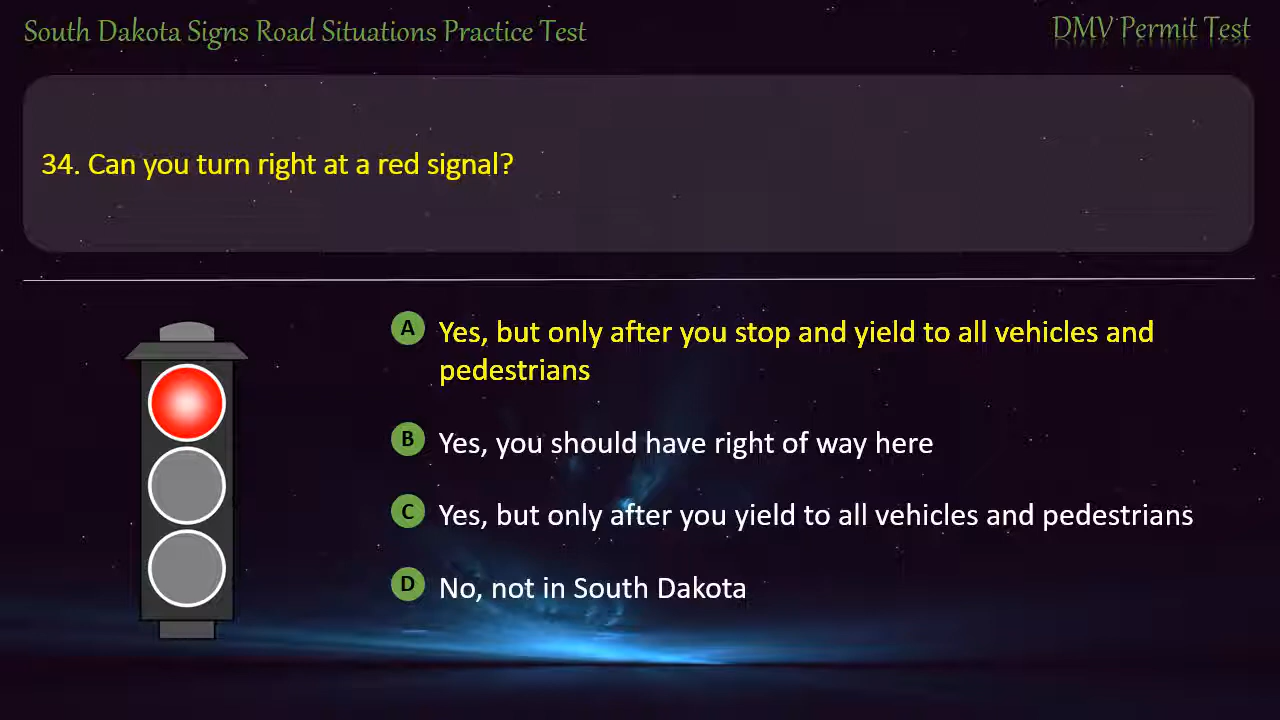 South Dakota Signs Road Situations Practice Test
DMV Permit Test
34. Can you turn right at a red signal?
A Yes, but only after you stop and yield to all vehicles and
pedestrians
B Yes, you should have right of way here
C Yes, but only after you yield to all vehicles and pedestrians
D No, not in South Dakota